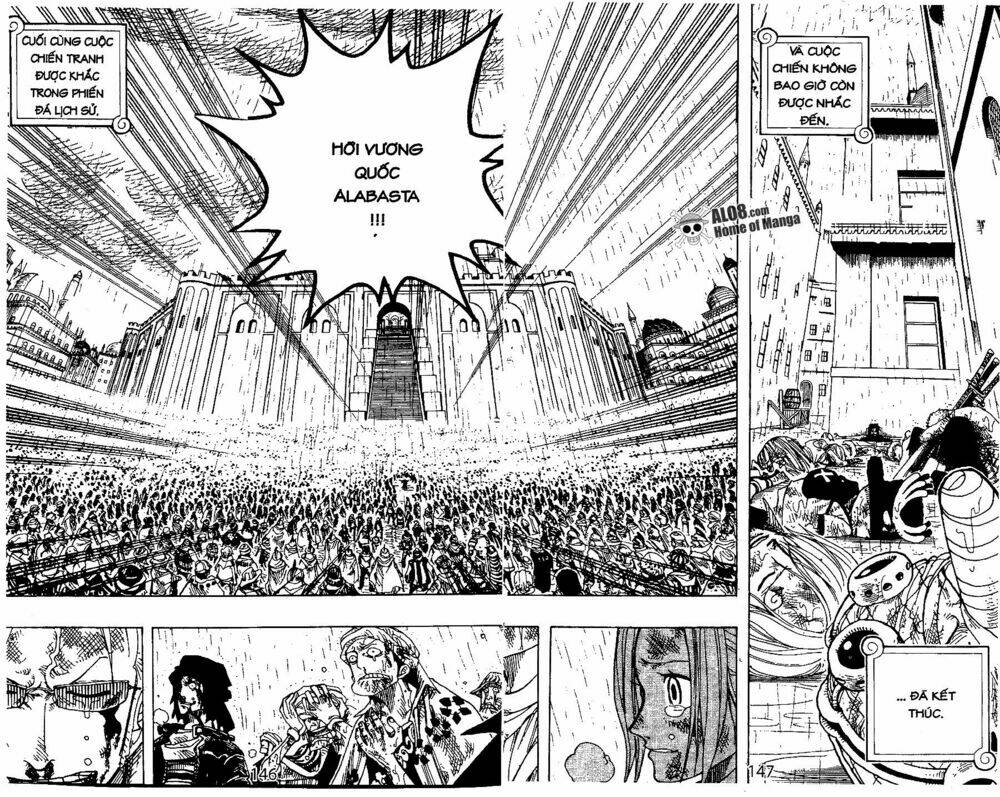 CUỐI CÙNG CUỘC
CHIẾN TRANH
ĐƯỢC KHẮC
TRONG PHIẾN
ĐÁ LỊCH SỬ.
HỠI VƯƠNG
QUỐC
ALABASTA
!!!
VÀ CUỘC
CHIẾN KHÔNG
BAO GIỜ CÒN
ĐƯỢC NHẮC
ĐẾN.
AL08.com
Home of Manga
... ĐÃ KẾT
THÚC.
146
147